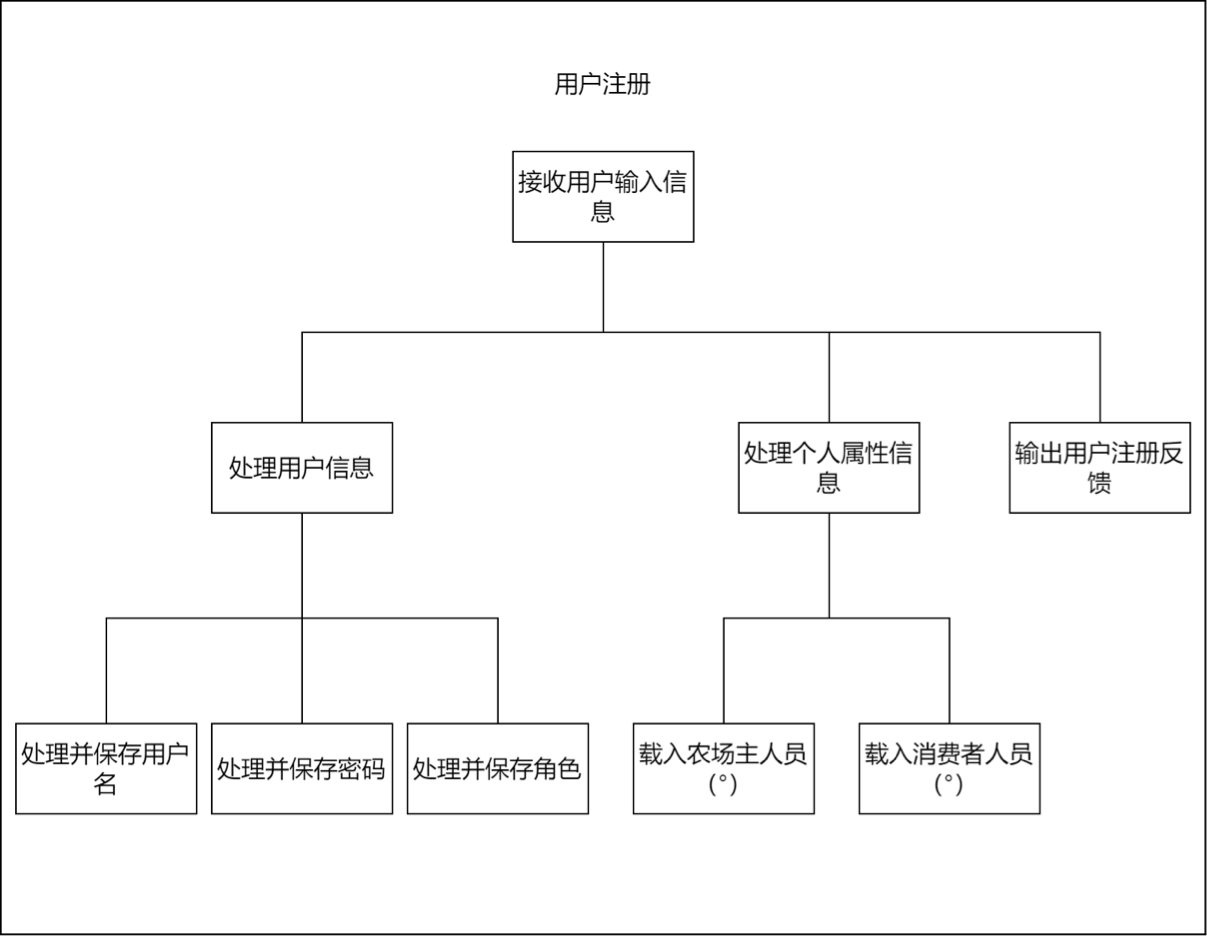 用户注册
接收用户输入信
息
处理用户信息
处理个人属性信
息
输出用户注册反
馈
处理并保存用户
名
处理并保存密码
处理并保存角色
载入农场主人员
(°)
载入消费者人员
(°)